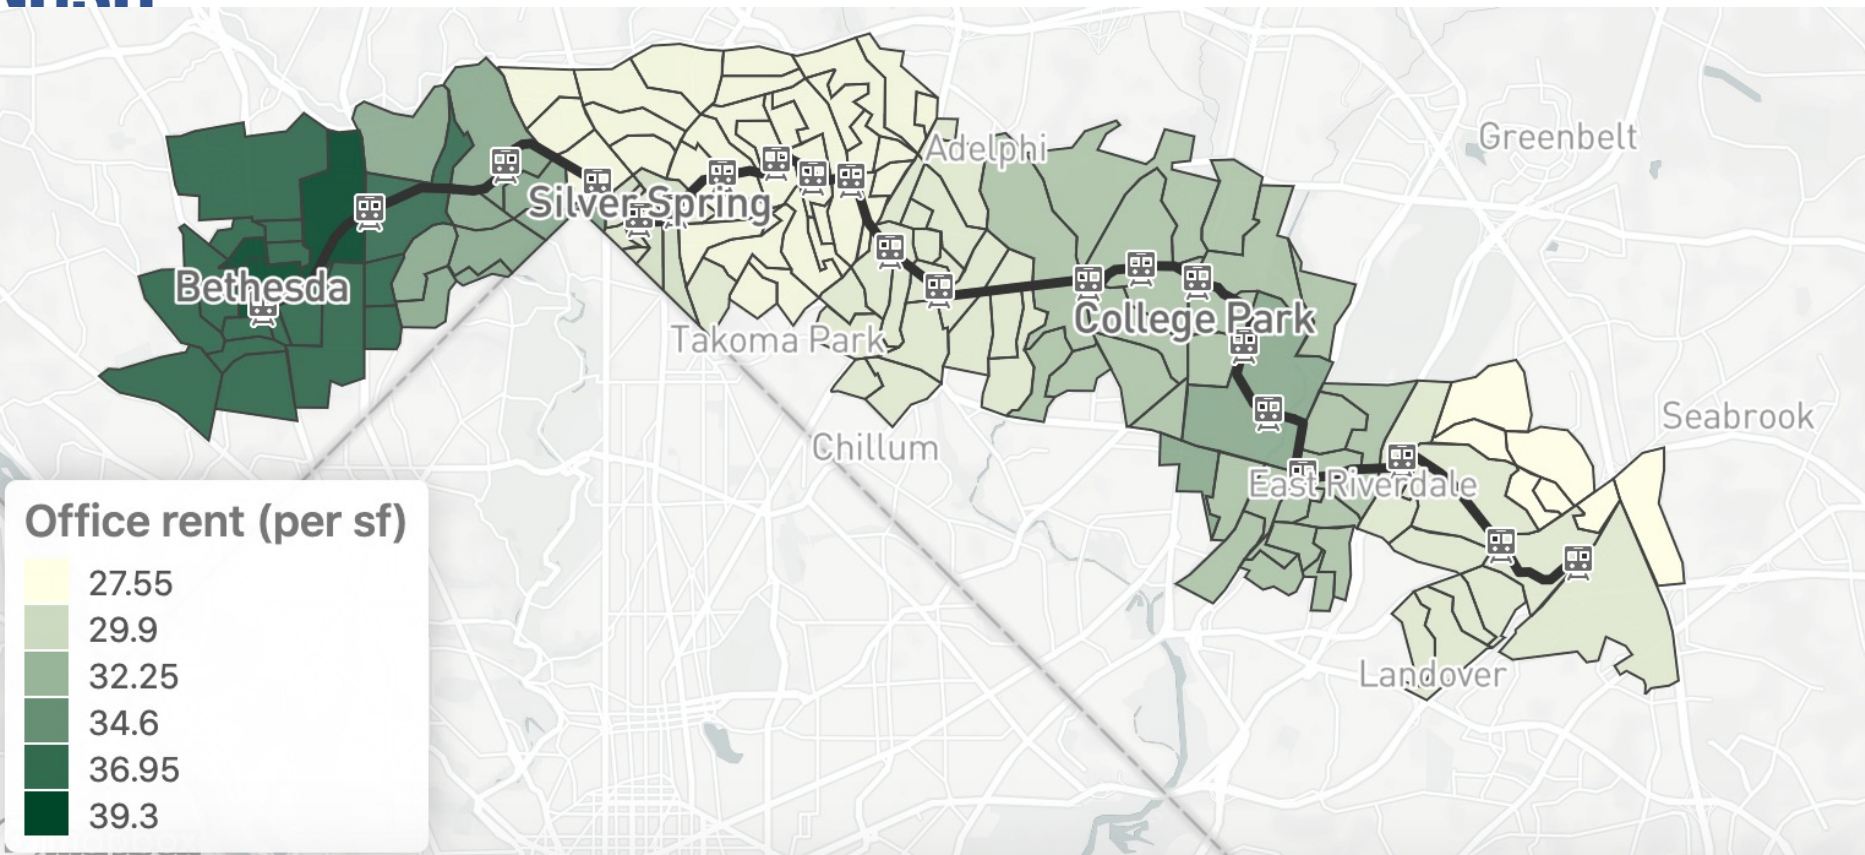 Adelphi
Greenbelt
Silver Spring
Bethesda
College Park
Takoma Park
Seabrook
Chillum
East Riverdale
Landover
Office rent (per sf)
27.55
29.9
32.25
34.6
36.95
39.3